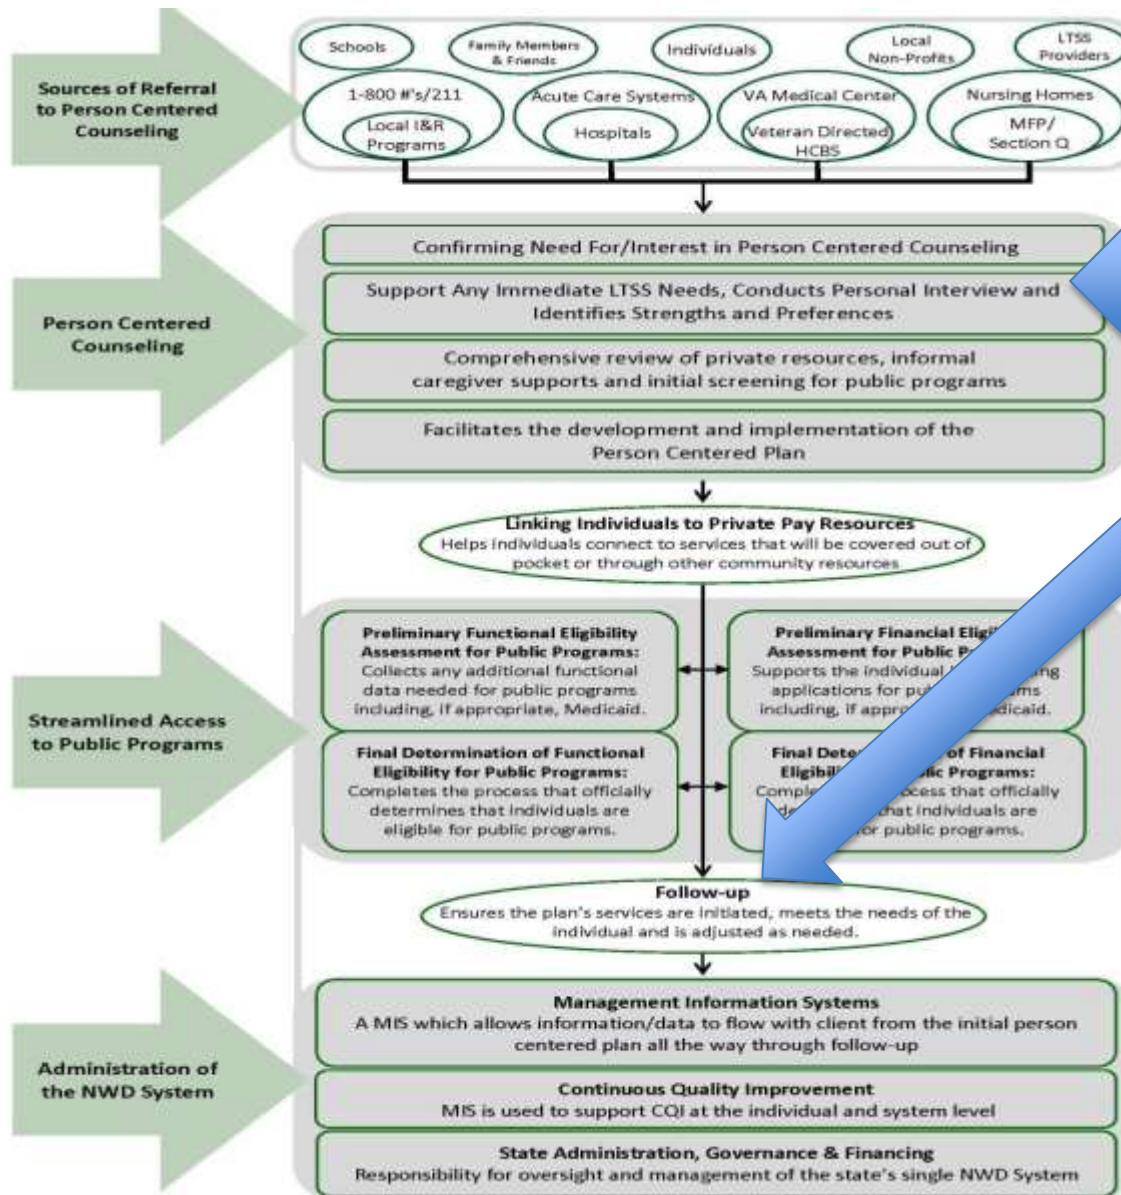 Sources of Referral
to Person Centered
Counseling
Schools
Family Members
& Friends
Individuals
Local
Non-Profits
LTSS
Providers
1-800 #'s/211
Local I&R
Programs
Acute Care Systems
Hospitals
VA Medical Center
Veteran Directed
HCBS
Nursing Homes
MFP/
Section Q
Person Centered
Counseling
Confirming Need For/Interest in Person Centered Counseling
Support Any Immediate LTSS Needs, Conducts Personal Interview and
Identifies Strengths and Preferences
Comprehensive review of private resources, informal
caregiver supports and initial screening for public programs
Facilitates the development and implementation of the
Person Centered Plan
Linking Individuals to Private Pay Resources
Helps individuals connect to services that will be covered out of
pocket or through other community resources
Streamlined Access
to Public Programs
Preliminary Functional Eligibility
Assessment for Public Programs:
Collects any additional functional
data needed for public programs
including, if appropriate, Medicaid.
Preliminary Financial
Assessment for Public
Supports the individual
applications for
including, if
Final Determination of Functional
Eligibility for Public Programs:
Completes the process that officially
determines that individuals are
eligible for public programs.
Final of Financial
Programs:
that officially
that individuals are
for public programs.
Follow-up
Ensures the plan's services are initiated, meets the needs of the
individual and is adjusted as needed.
Administration of
the NWD System
Management Information Systems
A MIS which allows information/data to flow with client from the initial person
centered plan all the way through follow-up
Continuous Quality Improvement
MIS is used to support CQI at the individual and system level
State Administration, Governance & Financing
Responsibility for oversight and management of the state's single NWD System